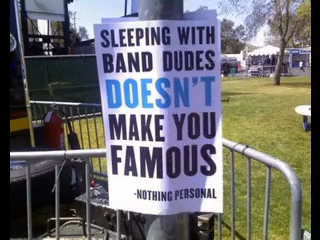 SLEEPING WITH
BAND DUDES
DOESN'T
MAKE YOU
FAMOUS
-NOTHING PERSONAL